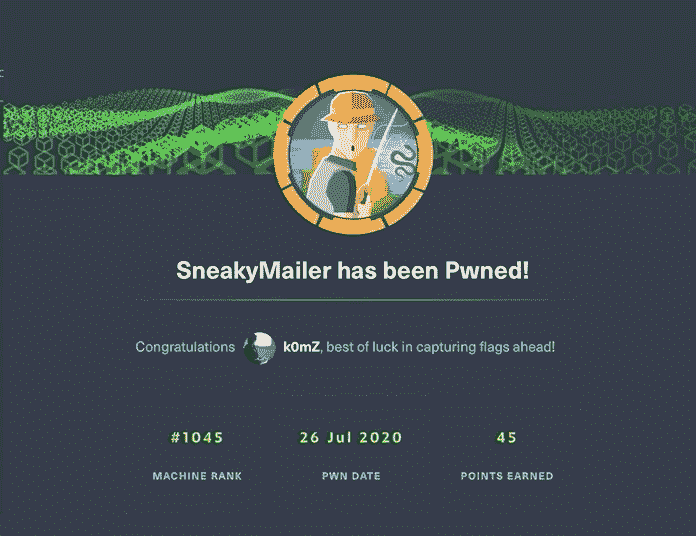 SneakyMailer has been Pwned!
Congratulations k0mZ, best of luck in capturing flags ahead!
#1045 26 Jul 2020 45
MACHINE RANK PWN DATE POINTS EARNED